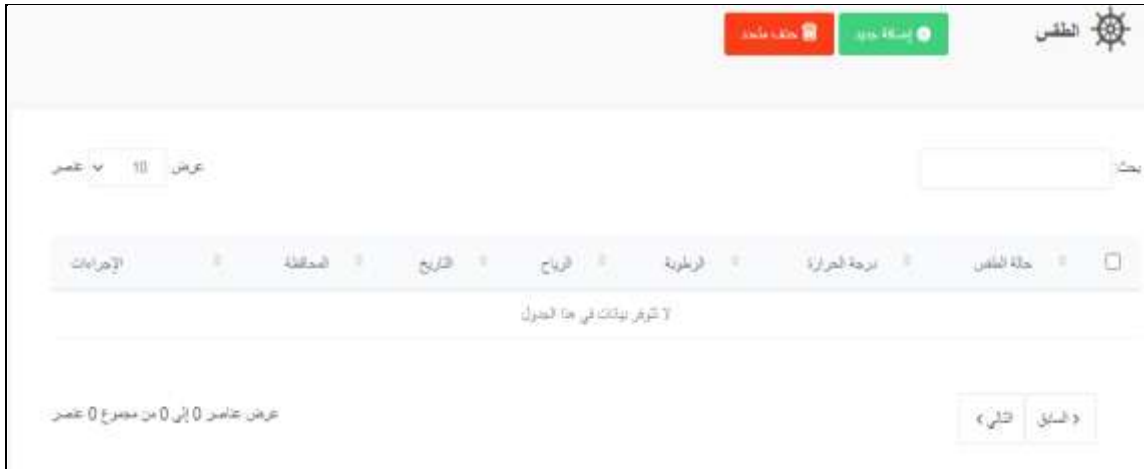 الطقس
إضافة جديد
حذف محدد
بحث:
عرض 10 عنصر
حالة الطقس
درجة الحرارة
الرطوبة
الرياح
التاريخ
المحافظة
الإجراءات
لا تتوفر بيانات في هذا الجدول
السابق
التالي
عرض عناصر 0 إلى 0 من مجموع 0 عنصر